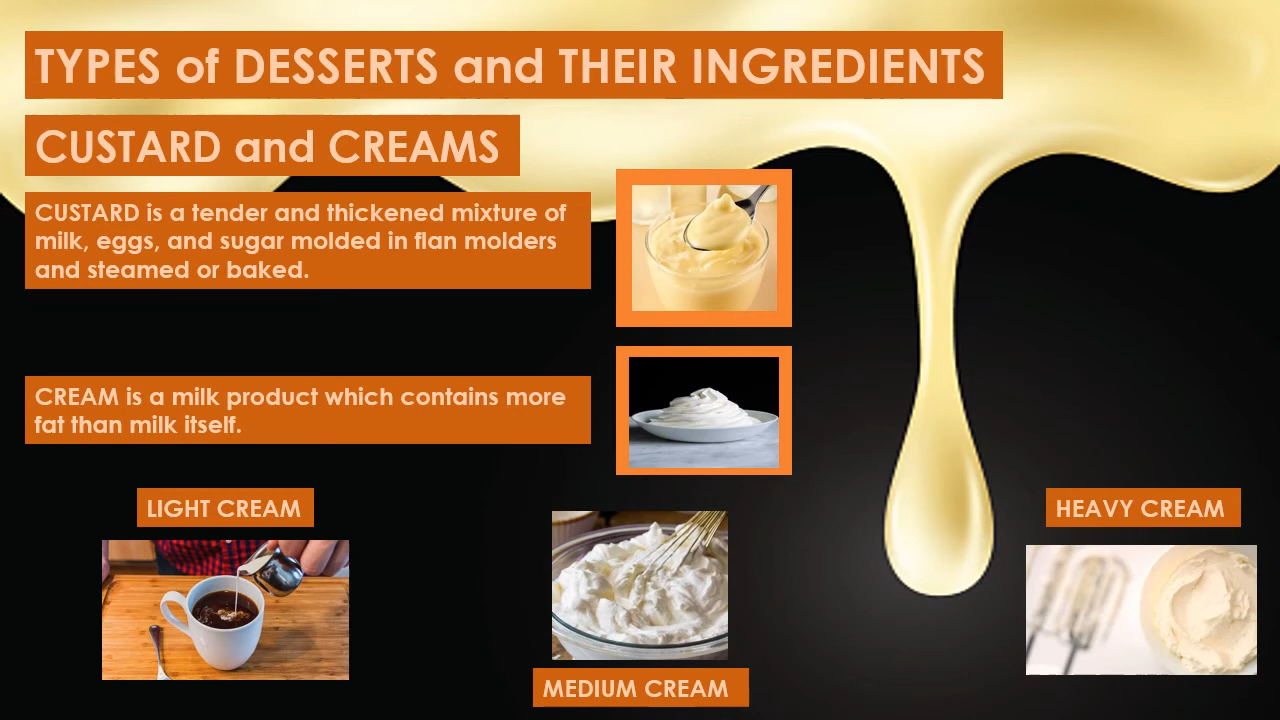 TYPES of DESSERTS and THEIR INGREDIENTS
CUSTARD and CREAMS
CUSTARD is a tender and thickened mixture of
milk, eggs, and sugar molded in flan molders
and steamed or baked.
CREAM is a milk product which contains more
fat than milk itself.
LIGHT CREAM
MEDIUM CREAM
HEAVY CREAM